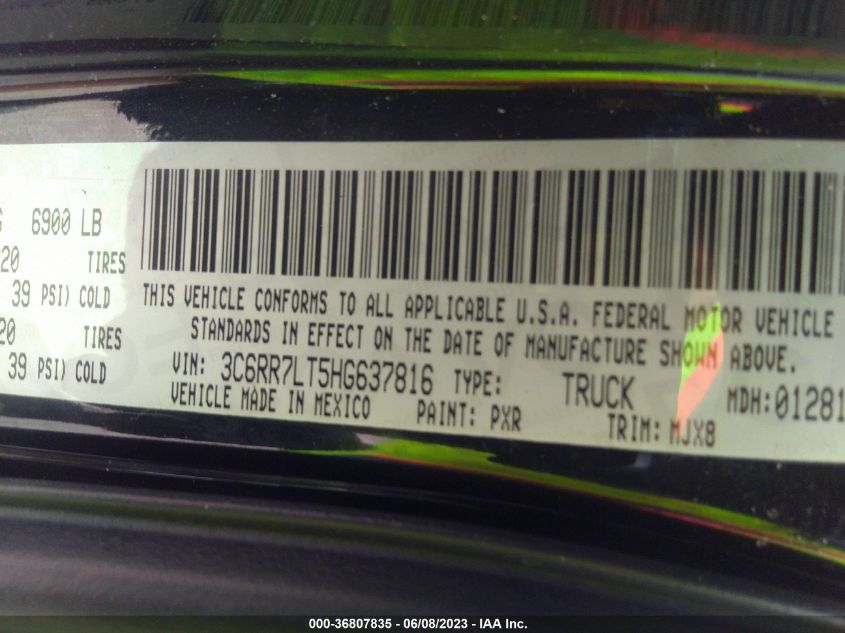 6900 LB
20 TIRES
39 PSI) COLD
20 TIRES
39 PSI) COLD
THIS VEHICLE CONFORMS TO ALL APPLICABLE U.S.A. FEDERAL MOTOR VEHICLE
STANDARDS IN EFFECT ON THE DATE OF MANUFACTURE SHOWN ABOVE.
VIN: 3C6RR7LT5HG637816 TYPE: TRUCK MDH:01281
VEHICLE MADE IN MEXICO PAINT: PXR TRIM: MJX8
000-36807835 - 06/08/2023 - IAA Inc.